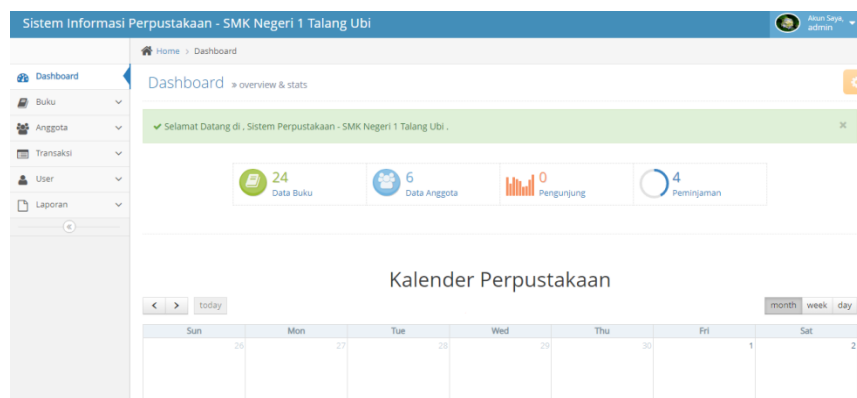 Sistem Informasi Perpustakaan - SMK Negeri 1 Talang Ubi
Akun Saya,
admin
Home > Dashboard
Dashboard
Buku
Anggota
Transaksi
User
Laporan
Dashboard » overview & stats
Selamat Datang di , Sistem Perpustakaan - SMK Negeri 1 Talang Ubi .
24
Data Buku
6
Data Anggota
0
Pengunjung
4
Peminjaman
Kalender Perpustakaan
today
month week day
Sun Mon Tue Wed Thu Fri Sat
26 27 28 29 30 1 2